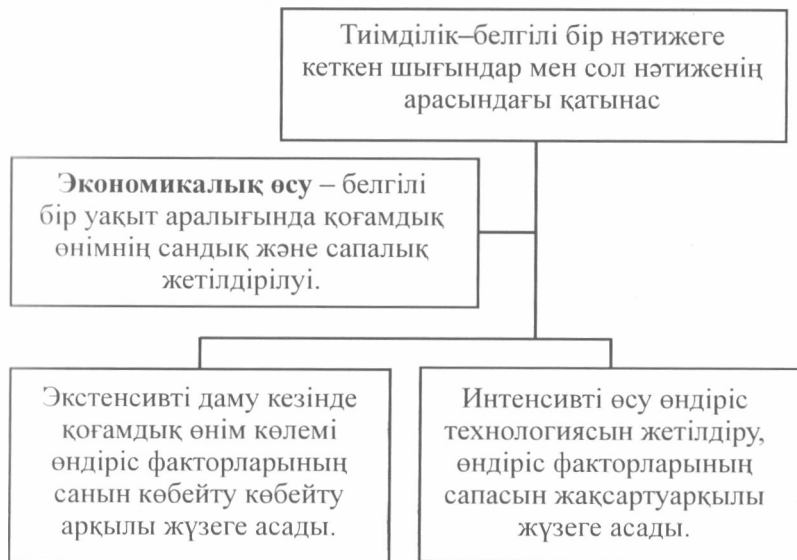 Тиімділік–белгілі бір нәтижеге
кеткен шығындар мен сол нәтиженің
арасындағы қатынас
Экономикалық өсу – белгілі
бір уақыт аралығында қоғамдық
өнімнің сандық және сапалық
жетілдірілуі.
Экстенсивті даму кезінде
қоғамдық өнім көлемі
өндіріс факторларының
санын көбейту көбейту
арқылы жүзеге асады.
Интенсивті өсу өндіріс
технологиясын жетілдіру,
өндіріс факторларының
сапасын жақсартуарқылы
жүзеге асады.